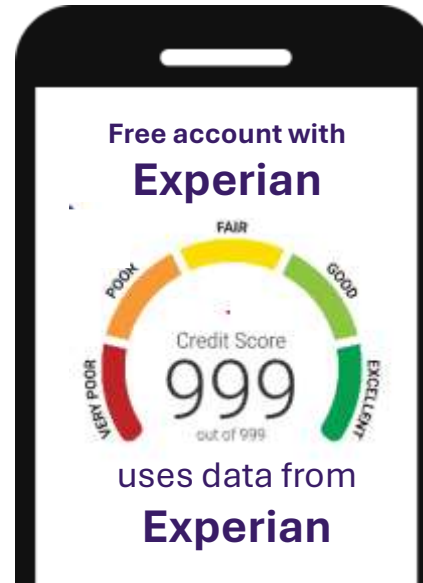 Free account with
Experian
FAIR
POOR
GOOD
Credit Score
999
VERY POOR
EXCELLENT
out of 999
uses data from
Experian